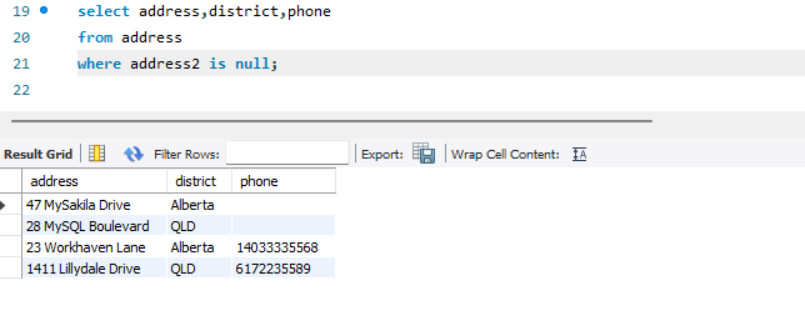 19 select address,district,phone
20 from address
21 where address2 is null;
22
Result Grid Filter Rows: Export: Wrap Cell Content: IA
address district phone
47 MySakila Drive Alberta
28 MySQL Boulevard QLD
23 Workhaven Lane Alberta 14033335568
1411 Lillydale Drive QLD 6172235589